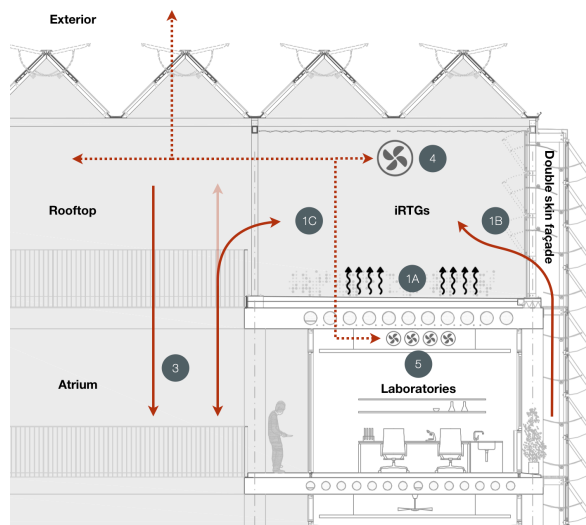 Exterior
4
Double skin façade
Rooftop
1C
iRTGs
1B
1A
3
5
Atrium
Laboratories